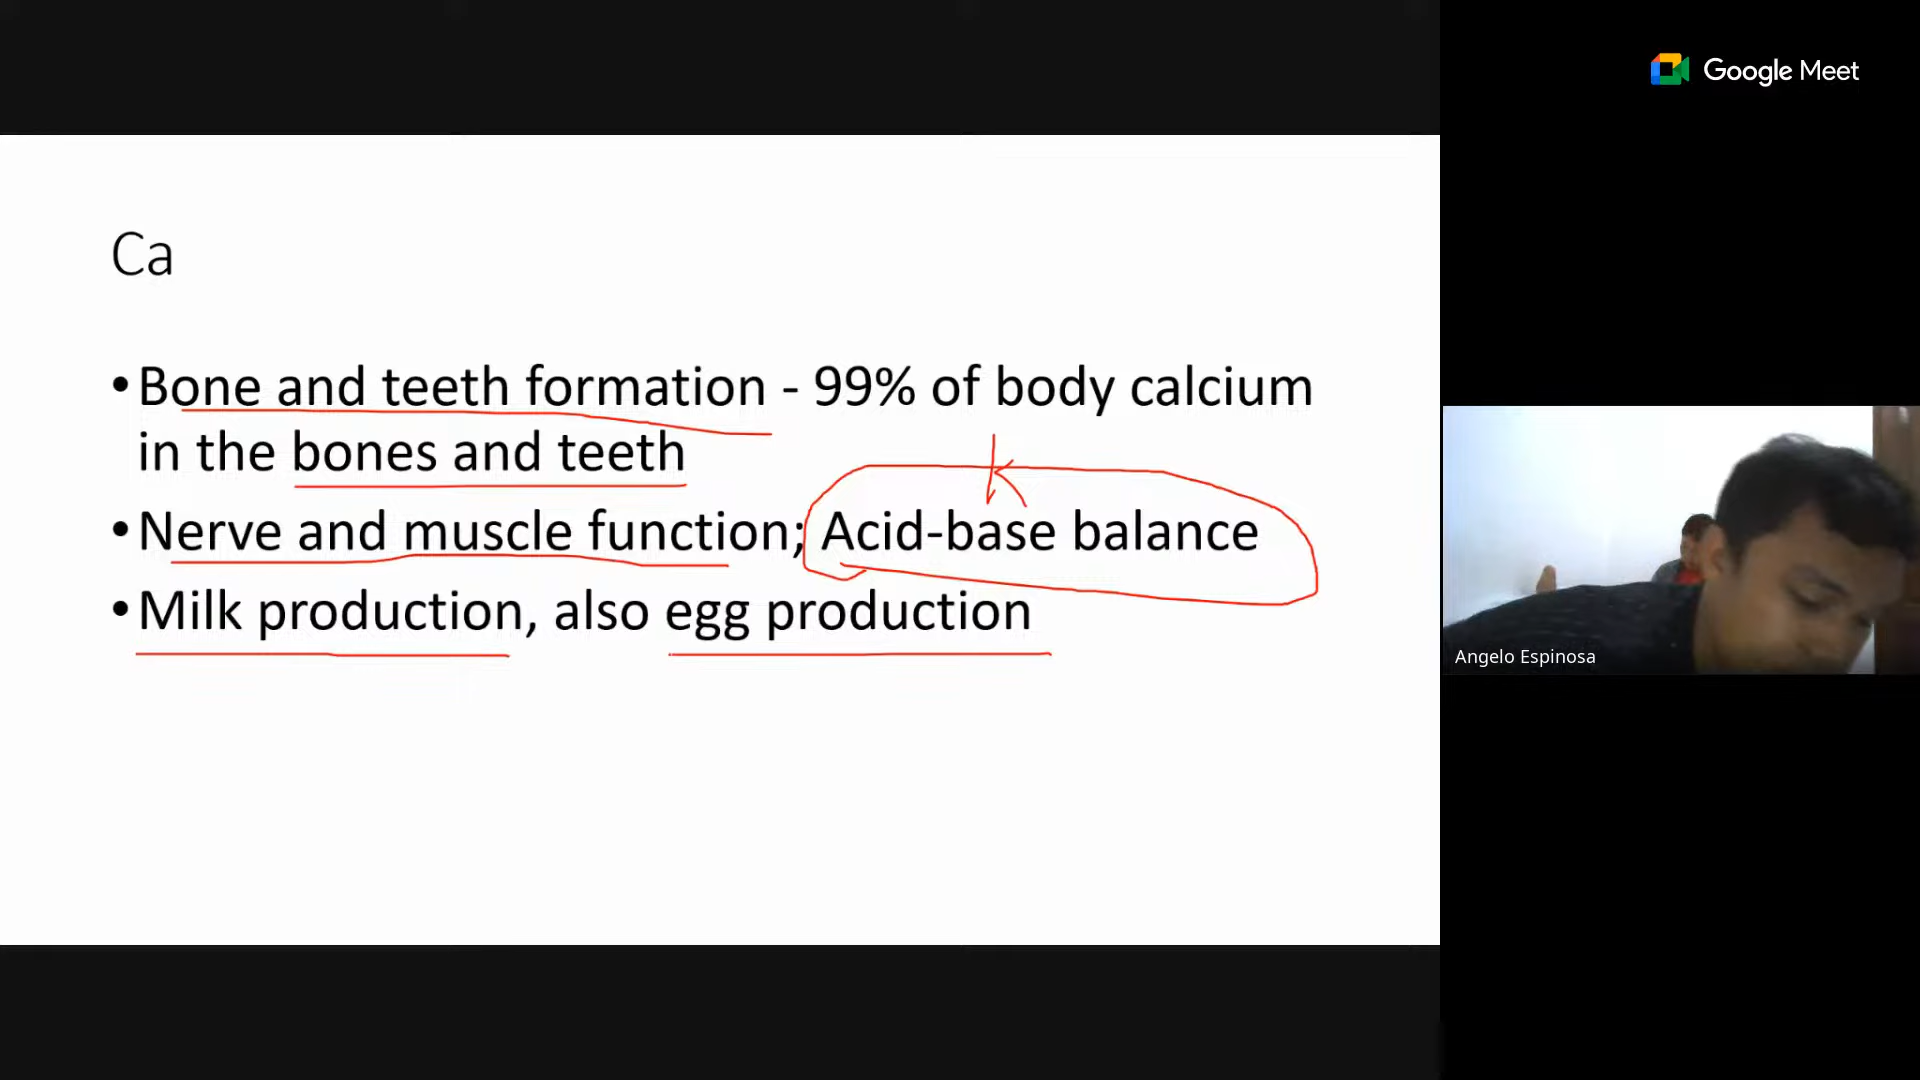 Google Meet
Ca
•Bone and teeth formation - 99% of body calcium
in the bones and teeth
K
•Nerve and muscle function; Acid-base balance
•Milk production, also egg production
Angelo Espinosa